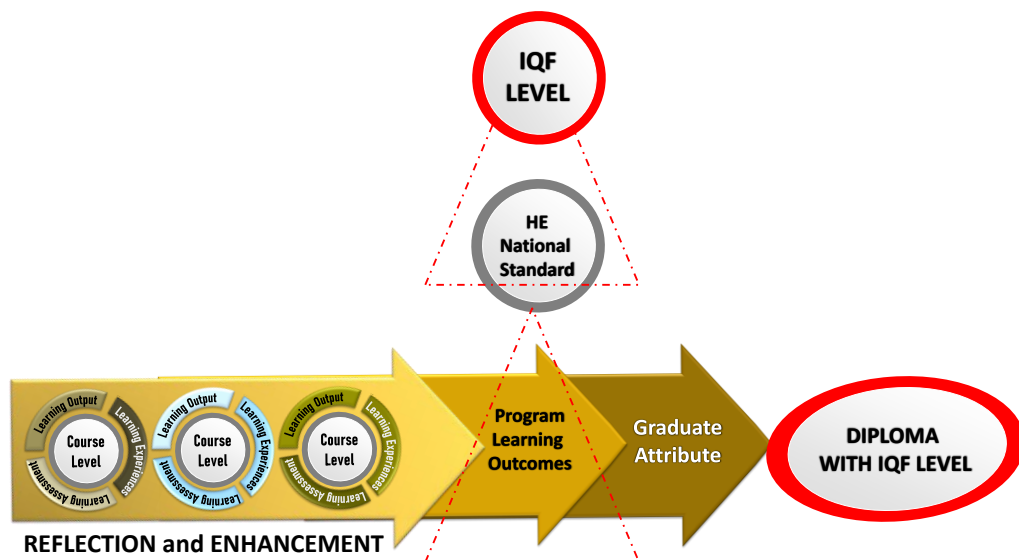 IQF
LEVEL
HE
National
Standard
Learning Output
Learning Experiences
Learning Assessment
Course
Level
Learning Output
Learning Experiences
Learning Assessment
Course
Level
Learning Output
Learning Experiences
Learning Assessment
Course
Level
Program
Learning
Outcomes
Graduate
Attribute
DIPLOMA
WITH IQF LEVEL
REFLECTION and ENHANCEMENT